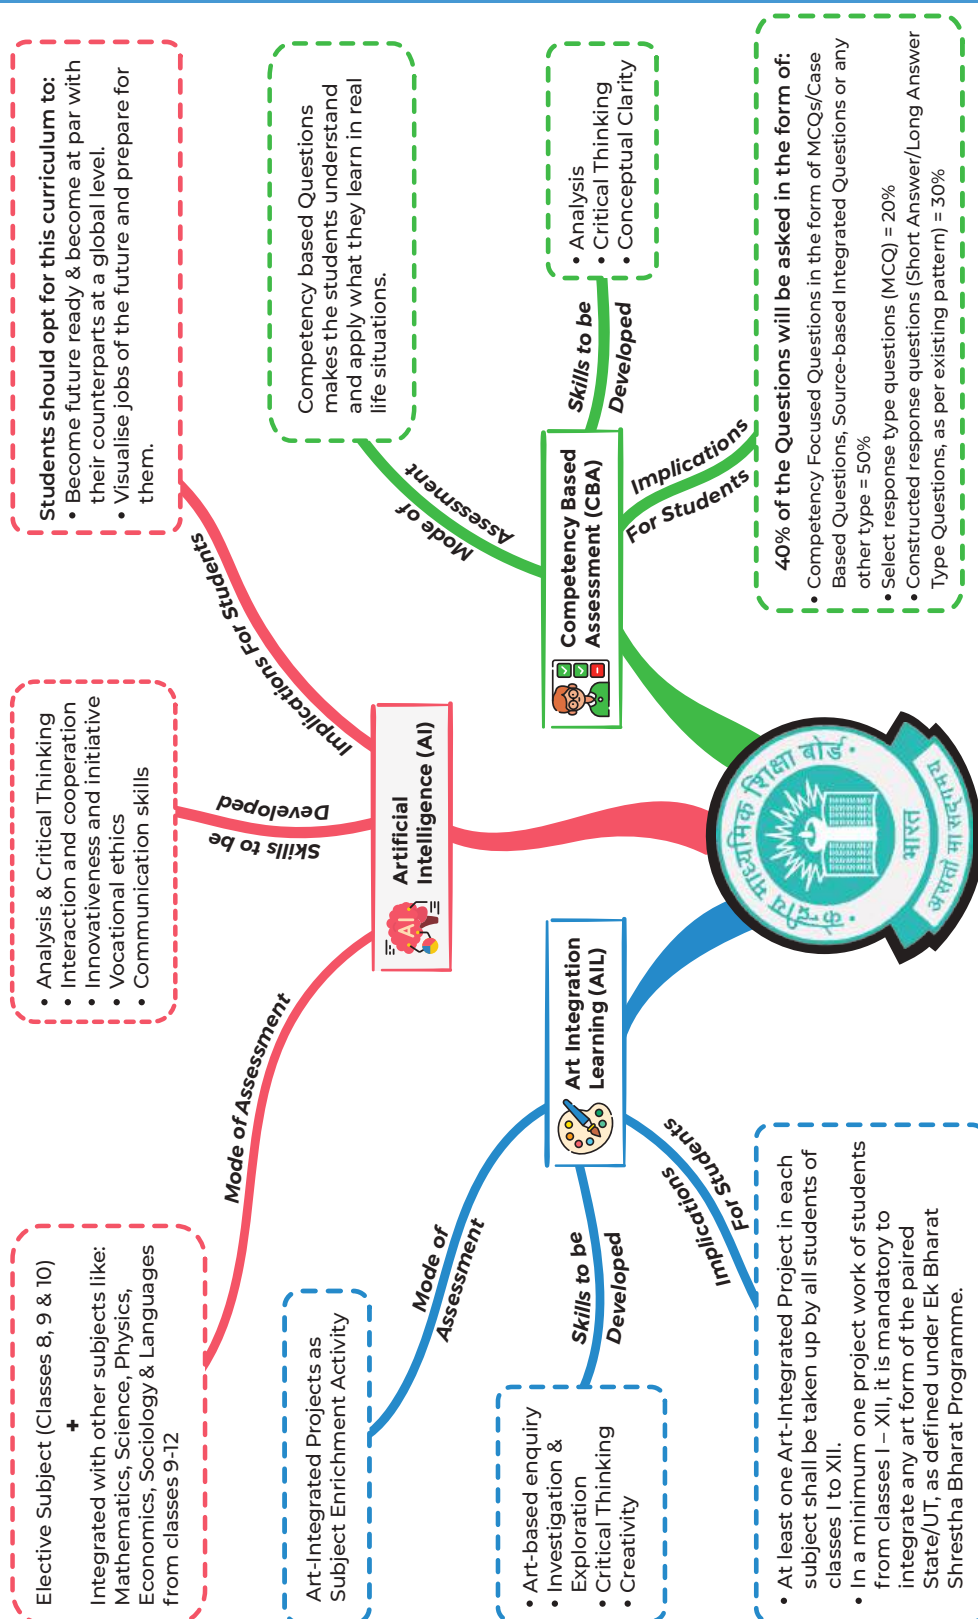 Elective Subject (Classes 8, 9 & 10)
+
Integrated with other subjects like:
Mathematics, Science, Physics,
Economics, Sociology & Languages
from classes 9-12
Mode of Assessment
• Analysis & Critical Thinking
• Interaction and cooperation
• Innovativeness and initiative
• Vocational ethics
• Communication skills
Skills to be
Developed
Students should opt for this curriculum to:
• Become future ready & become at par with
their counterparts at a global level.
• Visualise jobs of the future and prepare for
them.
Implications For Students
AI
Artificial
Intelligence (AI)
Art-Integrated Projects as
Subject Enrichment Activity
Mode of
Assessment
• Art-based enquiry
• Investigation &
Exploration
• Critical Thinking
• Creativity
Skills to be
Developed
Art Integration
Learning (AIL)
Implications
For Students
• At least one Art-Integrated Project in each
subject shall be taken up by all students of
classes I to XII.
• In a minimum one project work of students
from classes I – XII, it is mandatory to
integrate any art form of the paired
State/UT, as defined under Ek Bharat
Shrestha Bharat Programme.
Competency based Questions
makes the students understand
and apply what they learn in real
life situations.
Mode of
Assessment
• Analysis
• Critical Thinking
• Conceptual Clarity
Skills to be
Developed
Competency Based
Assessment (CBA)
Implications
For Students
40% of the Questions will be asked in the form of:
• Competency Focused Questions in the form of MCQs/Case
Based Questions, Source-based Integrated Questions or any
other type = 50%
• Select response type questions (MCQ) = 20%
• Constructed response questions (Short Answer/Long Answer
Type Questions, as per existing pattern) = 30%
• केन्द्रीय माध्यमिक शिक्षा बोर्ड •
भारत
असतो मा सद्गमय